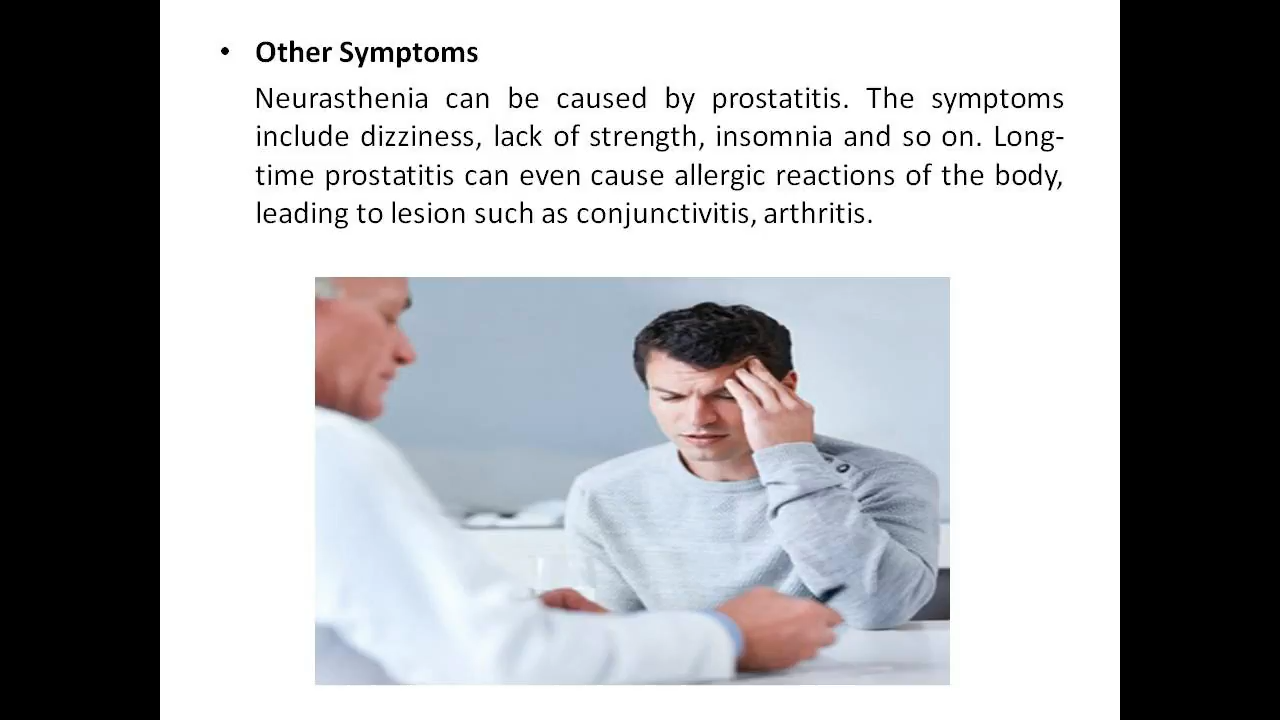 • Other Symptoms
Neurasthenia can be caused by prostatitis. The symptoms
include dizziness, lack of strength, insomnia and so on. Long-
time prostatitis can even cause allergic reactions of the body,
leading to lesion such as conjunctivitis, arthritis.